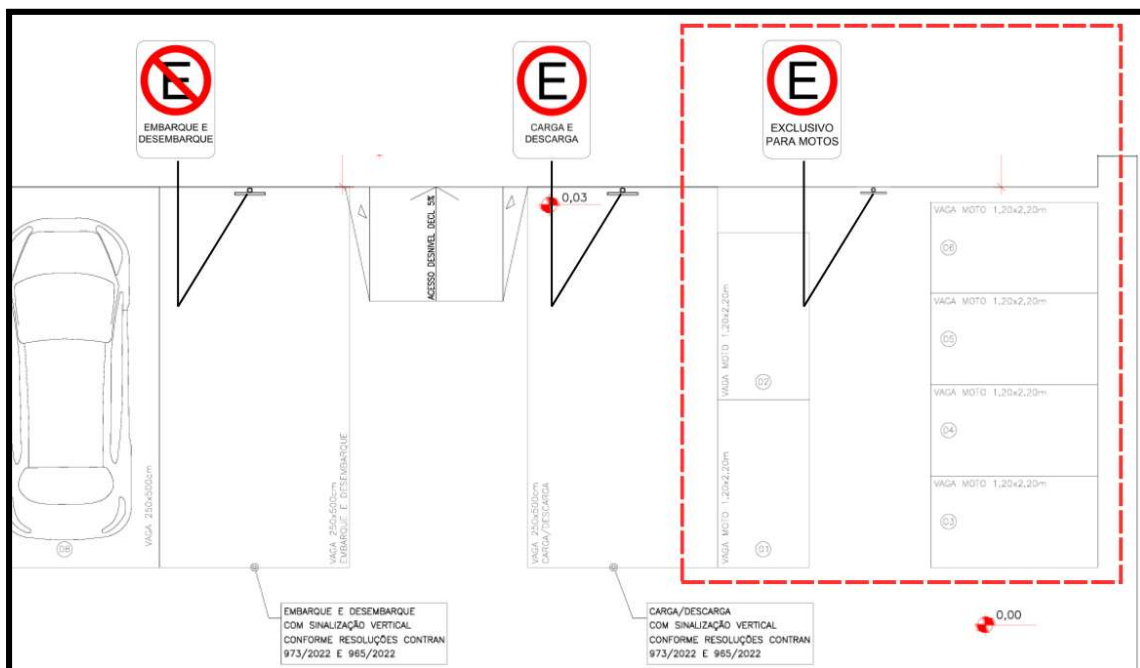 E
EMBARQUE E
DESEMBARQUE
E
CARGA E
DESCARGA
E
EXCLUSIVO
PARA MOTOS
VAGA 250x500cm
08
VAGA 250x500cm
EMBARQUE E DESEMBARQUE
ACESSO DESNIVEL DECL 5%
0,03
VAGA 250x500cm
CARGA/DESCARGA
VAGA MOTO 1,20x2,20m
02
VAGA MOTO 1,20x2,20m
01
VAGA MOTO 1,20x2,20m
06
VAGA MOTO 1,20x2,20m
05
VAGA MOTO 1,20x2,20m
04
VAGA MOTO 1,20x2,20m
03
EMBARQUE E DESEMBARQUE
COM SINALIZAÇÃO VERTICAL
CONFORME RESOLUÇÕES CONTRAN
973/2022 E 965/2022
CARGA/DESCARGA
COM SINALIZAÇÃO VERTICAL
CONFORME RESOLUÇÕES CONTRAN
973/2022 E 965/2022
0,00